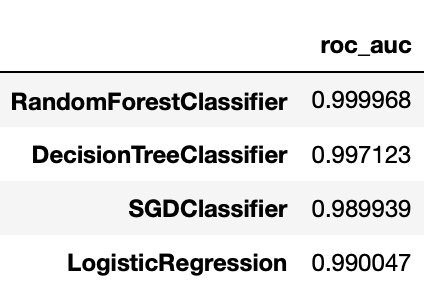 roc_auc
RandomForestClassifier 0.999968
DecisionTreeClassifier 0.997123
SGDClassifier 0.989939
LogisticRegression 0.990047